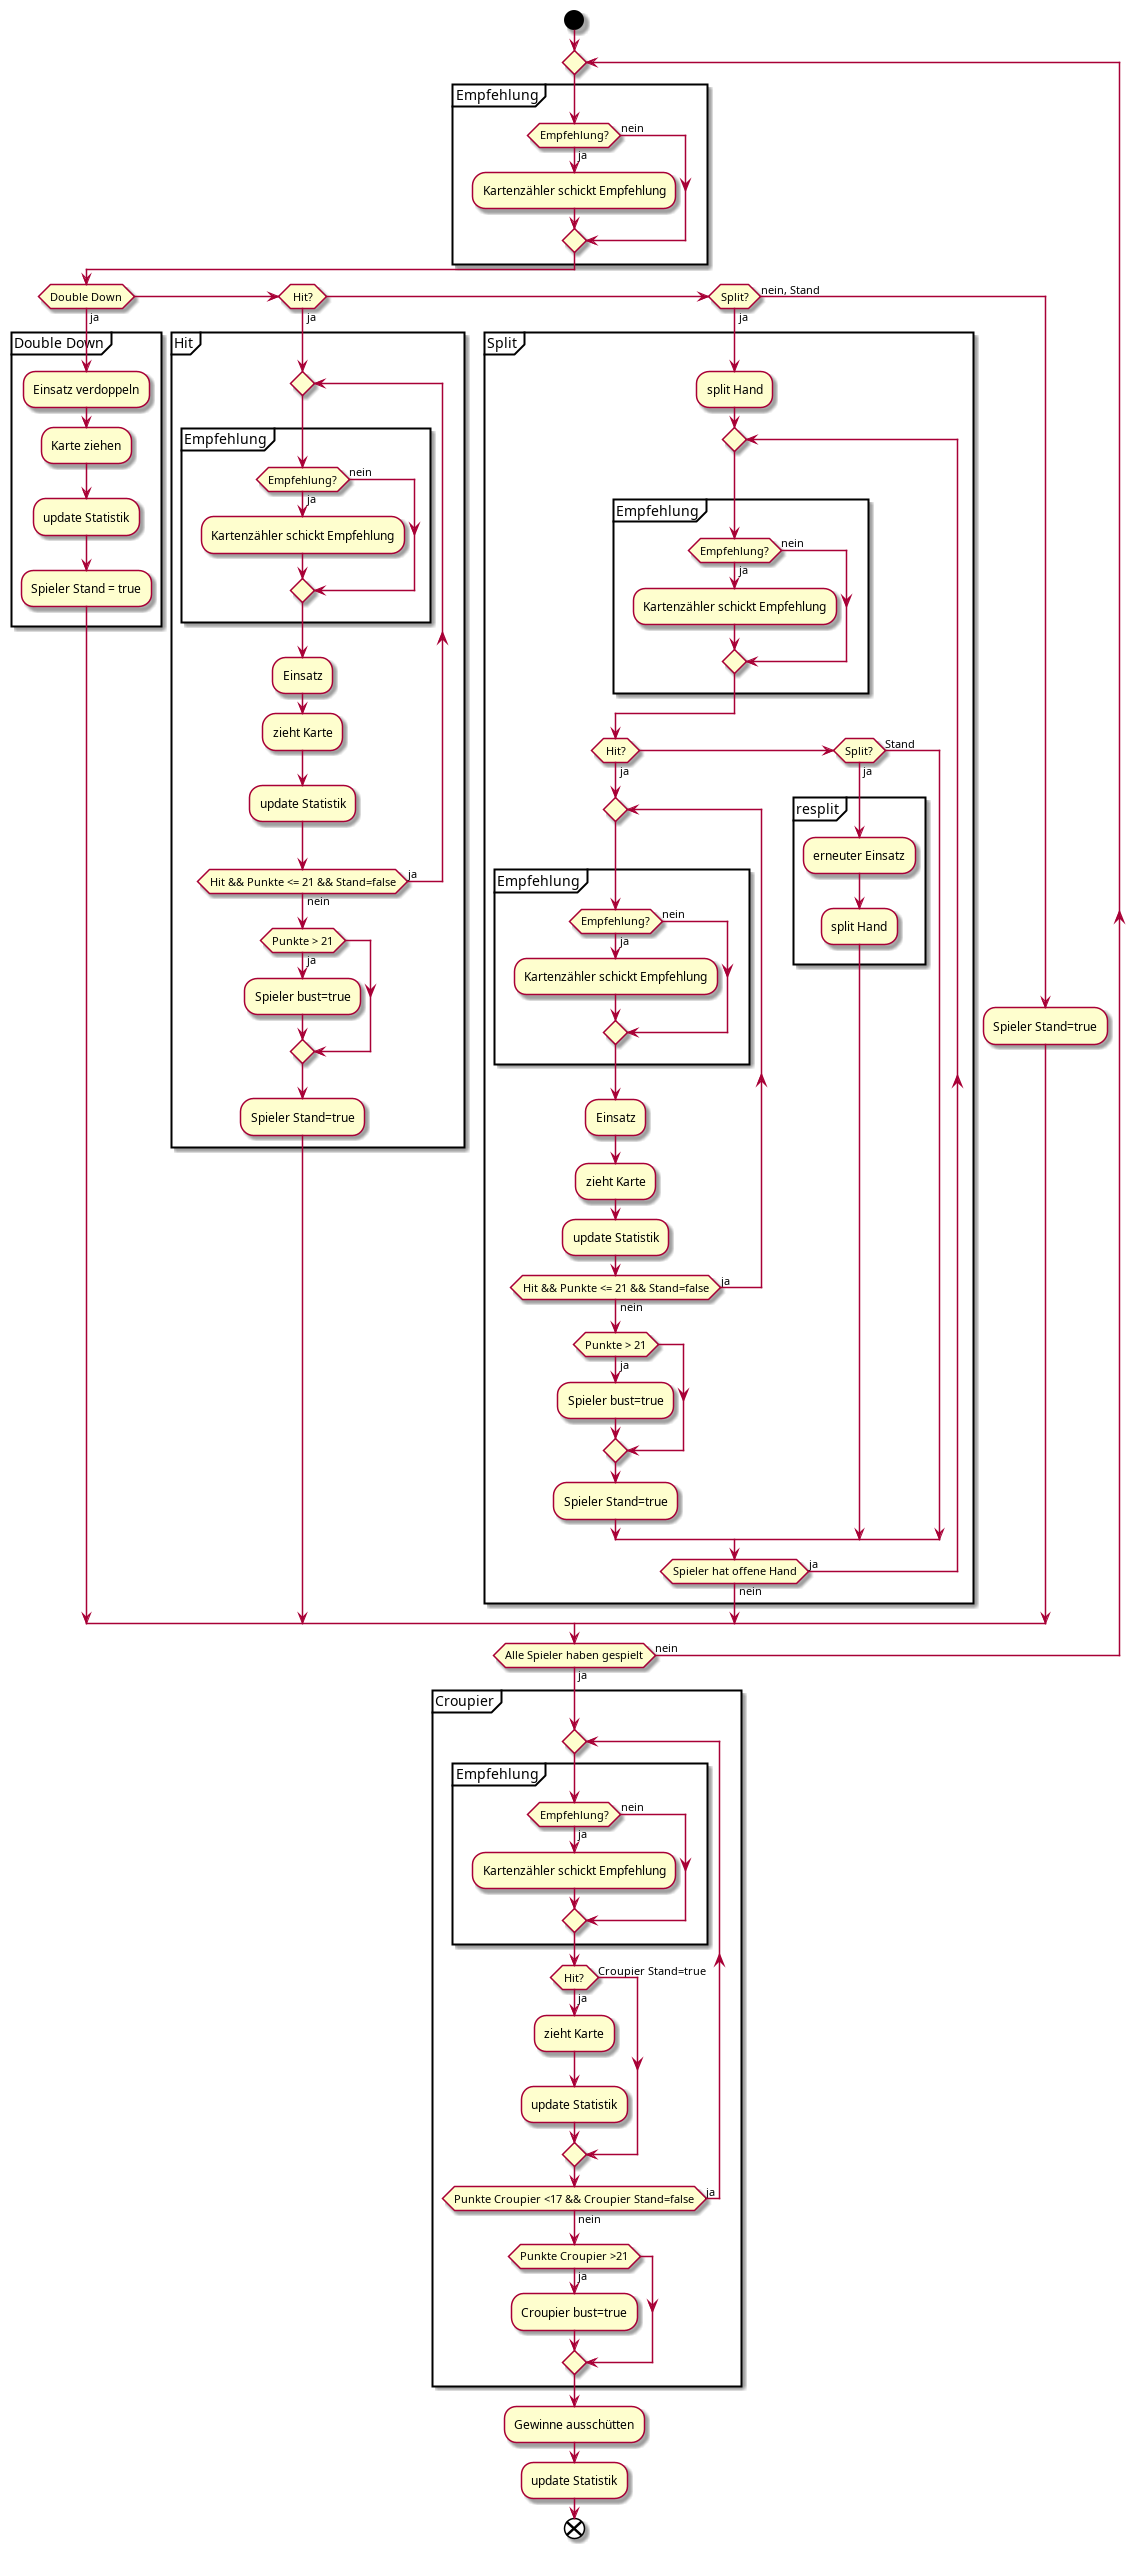 Empfehlung
Empfehlung?
nein
ja
Kartenzähler schickt Empfehlung
Double Down
ja
Hit?
ja
Split?
ja
nein, Stand
Double Down
Einsatz verdoppeln
Karte ziehen
update Statistik
Spieler Stand = true
Hit
Empfehlung
Empfehlung?
nein
ja
Kartenzähler schickt Empfehlung
Einsatz
zieht Karte
update Statistik
Hit && Punkte <= 21 && Stand=false
ja
nein
Punkte > 21
ja
Spieler bust=true
Spieler Stand=true
Split
split Hand
Empfehlung
Empfehlung?
nein
ja
Kartenzähler schickt Empfehlung
Hit?
ja
Split?
ja
Stand
Empfehlung
Empfehlung?
nein
ja
Kartenzähler schickt Empfehlung
Einsatz
zieht Karte
update Statistik
Hit && Punkte <= 21 && Stand=false
ja
nein
Punkte > 21
ja
Spieler bust=true
Spieler Stand=true
resplit
erneuter Einsatz
split Hand
Spieler hat offene Hand
ja
nein
Spieler Stand=true
Alle Spieler haben gespielt
nein
ja
Croupier
Empfehlung
Empfehlung?
nein
ja
Kartenzähler schickt Empfehlung
Hit?
Croupier Stand=true
ja
zieht Karte
update Statistik
Punkte Croupier <17 && Croupier Stand=false
ja
nein
Punkte Croupier >21
ja
Croupier bust=true
Gewinne ausschütten
update Statistik